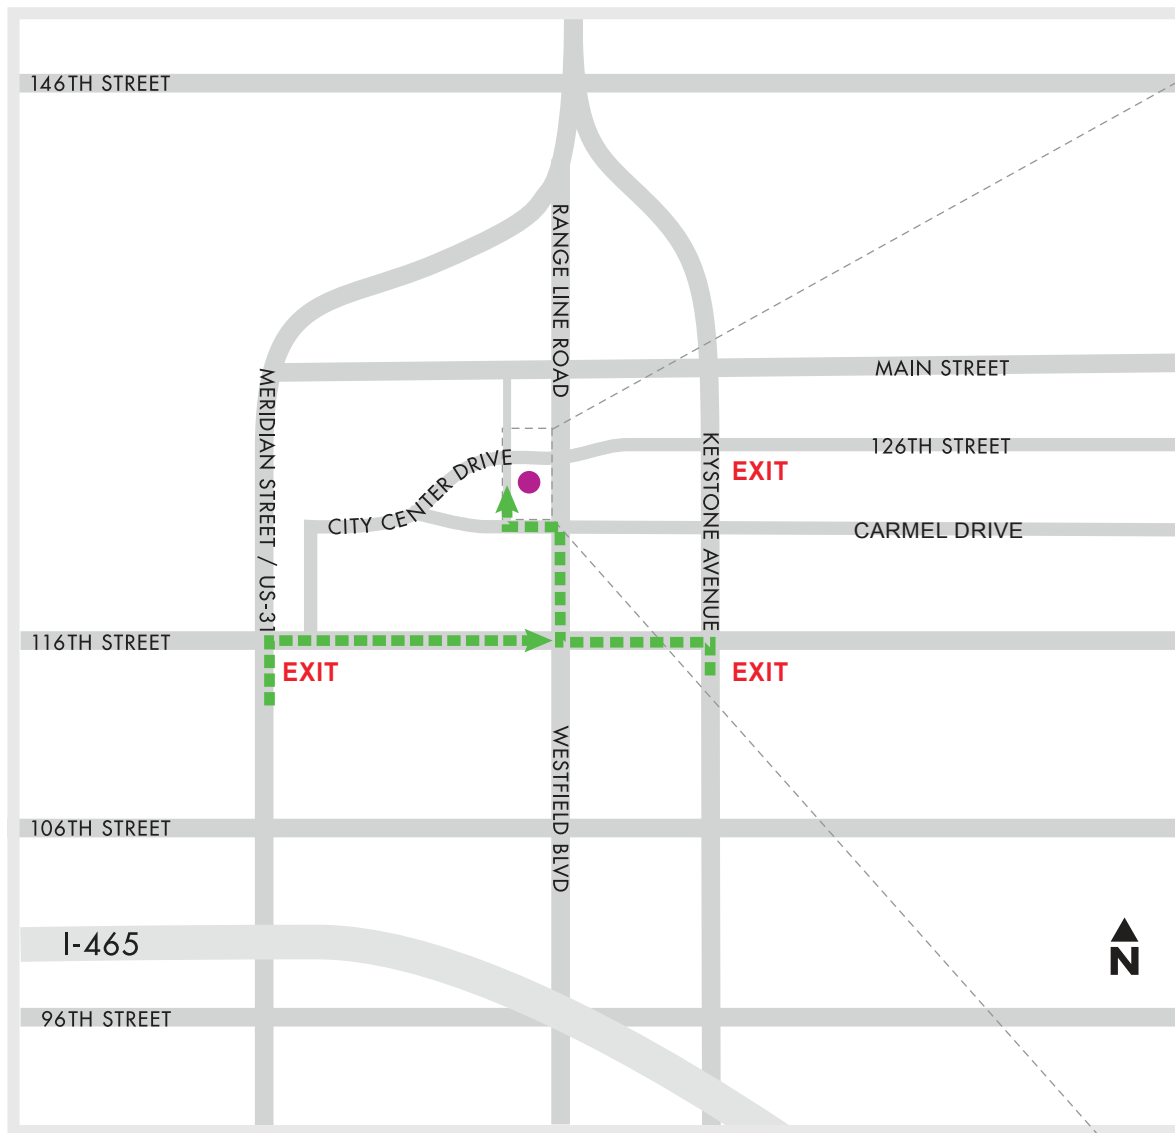 146TH STREET
RANGE LINE ROAD
MAIN STREET
MERIDIAN STREET / US-31
KEYSTONE AVENUE
126TH STREET
CITY CENTER DRIVE
EXIT
CARMEL DRIVE
116TH STREET
EXIT
EXIT
WESTFIELD BLVD
106TH STREET
I-465
N
96TH STREET